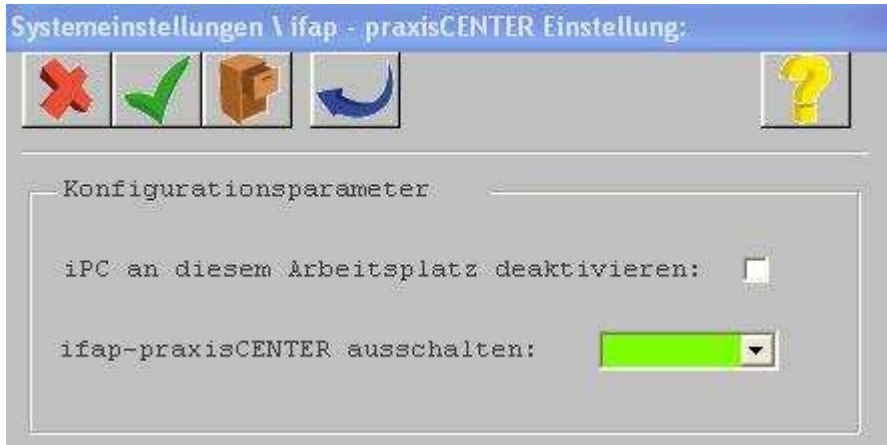 Systemeinstellungen \ ifap - praxisCENTER Einstellung:
Konfigurationsparameter
iPC an diesem Arbeitsplatz deaktivieren:
ifap-praxisCENTER ausschalten: